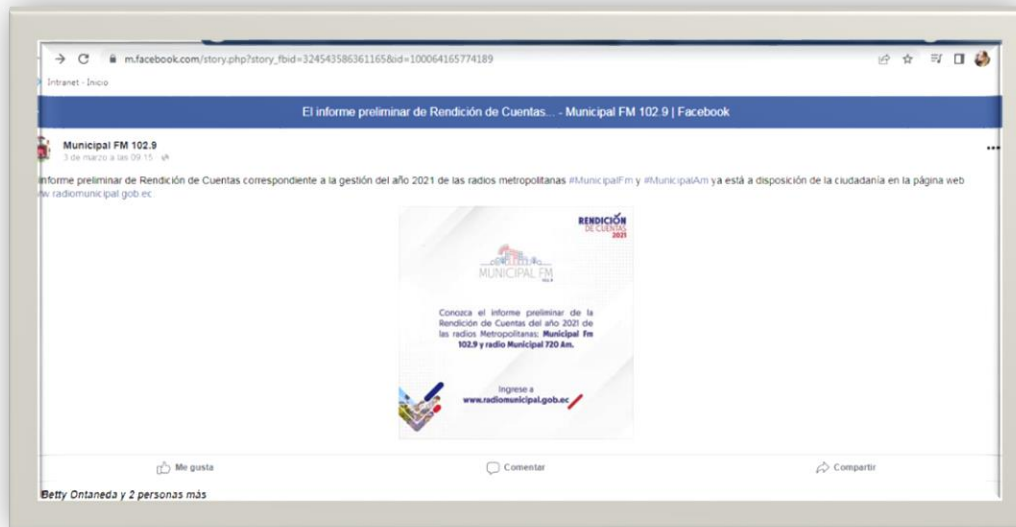 m.facebook.com/story.php?story_fbid=324543586361165&id=100064165774189
Intranet - Inicio
El informe preliminar de Rendición de Cuentas... - Municipal FM 102.9 | Facebook
Municipal FM 102.9
3 de marzo a las 09:15
informe preliminar de Rendición de Cuentas correspondiente a la gestión del año 2021 de las radios metropolitanas #MunicipalFm y #MunicipalAm ya está a disposición de la ciudadanía en la página web
w.radiomunicipal.gob.ec
RENDICIÓN
DE CUENTAS
2021
MUNICIPAL FM
102.9
Conozca el informe preliminar de la
Rendición de Cuentas del año 2021 de
las radios Metropolitanas: Municipal Fm
102.9 y radio Municipal 720 Am.
Ingrese a
www.radiomunicipal.gob.ec
Me gusta
Comentar
Compartir
Betty Ontaneda y 2 personas más